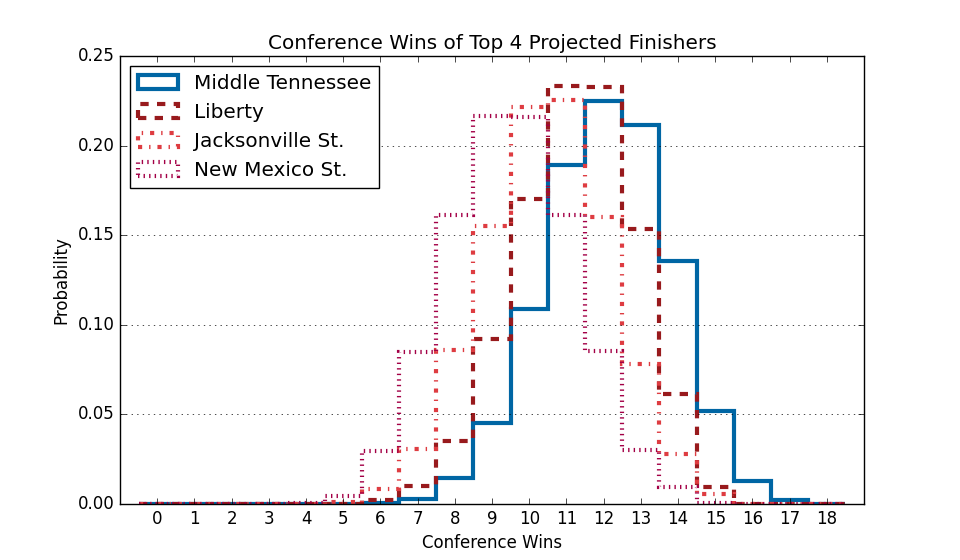 Conference Wins of Top 4 Projected Finishers
0.25
0.20
0.15
0.10
0.05
0.00
Probability
Middle Tennessee
Liberty
Jacksonville St.
New Mexico St.
0 1 2 3 4 5 6 7 8 9 10 11 12 13 14 15 16 17 18
Conference Wins